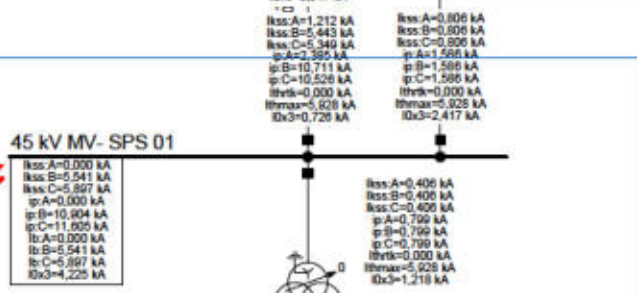 Ikss:A=1,212 kA
Ikss:B=5,443 kA
Ikss:C=5,349 kA
ip:A=2,385 kA
ip:B=10,711 kA
ip:C=10,526 kA
Ithrtk=0,000 kA
Ithmax=5,928 kA
I0x3=0,726 kA
Ikss:A=0,806 kA
Ikss:B=0,806 kA
Ikss:C=0,806 kA
ip:A=1,586 kA
ip:B=1,586 kA
ip:C=1,586 kA
Ithrtk=0,000 kA
Ithmax=5,928 kA
I0x3=2,417 kA
45 kV MV- SPS 01
Ikss:A=0,000 kA
Ikss:B=5,541 kA
Ikss:C=5,897 kA
ip:A=0,000 kA
ip:B=10,904 kA
ip:C=11,605 kA
Ib:A=0,000 kA
Ib:B=5,541 kA
Ib:C=5,897 kA
I0x3=4,225 kA
Ikss:A=0,406 kA
Ikss:B=0,406 kA
Ikss:C=0,406 kA
ip:A=0,799 kA
ip:B=0,799 kA
ip:C=0,799 kA
Ithrtk=0,000 kA
Ithmax=5,928 kA
I0x3=1,218 kA
0